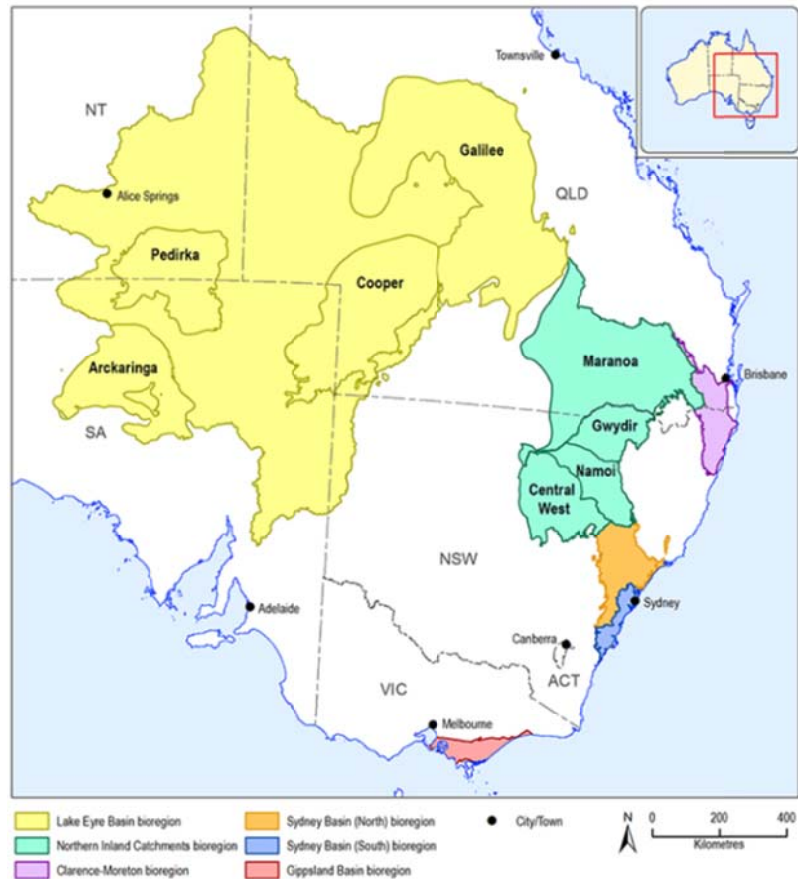 Townsville
NT
Galilee
Alice Springs
QLD
Pedirka
Cooper
Arckaringa
Maranoa
Brisbane
SA
Gwydir
Namoi
Central
West
NSW
Adelaide
Sydney
Canberra
ACT
VIC
Melbourne
Lake Eyre Basin bioregion
Sydney Basin (North) bioregion
City/Town
N
0 200 400
Northern Inland Catchments bioregion
Sydney Basin (South) bioregion
Kilometres
Clarence-Moreton bioregion
Gippsland Basin bioregion